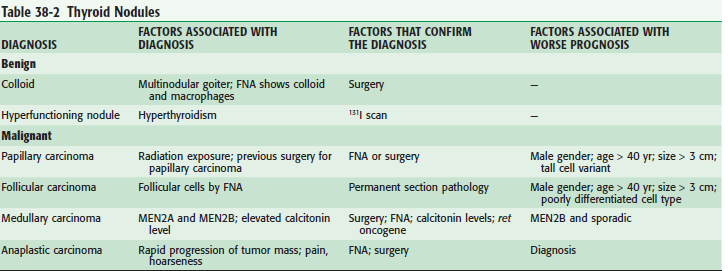 Table 38-2 Thyroid Nodules
DIAGNOSIS
FACTORS ASSOCIATED WITH
DIAGNOSIS
FACTORS THAT CONFIRM
THE DIAGNOSIS
FACTORS ASSOCIATED WITH
WORSE PROGNOSIS
Benign
Colloid
Multinodular goiter; FNA shows colloid
and macrophages
Surgery
—
Hyperfunctioning nodule
Hyperthyroidism
¹³¹I scan
—
Malignant
Papillary carcinoma
Radiation exposure; previous surgery for
papillary carcinoma
FNA or surgery
Male gender; age > 40 yr; size > 3 cm;
tall cell variant
Follicular carcinoma
Follicular cells by FNA
Permanent section pathology
Male gender; age > 40 yr; size > 3 cm;
poorly differentiated cell type
Medullary carcinoma
MEN2A and MEN2B; elevated calcitonin
level
Surgery; FNA; calcitonin levels; ret
oncogene
MEN2B and sporadic
Anaplastic carcinoma
Rapid progression of tumor mass; pain,
hoarseness
FNA; surgery
Diagnosis